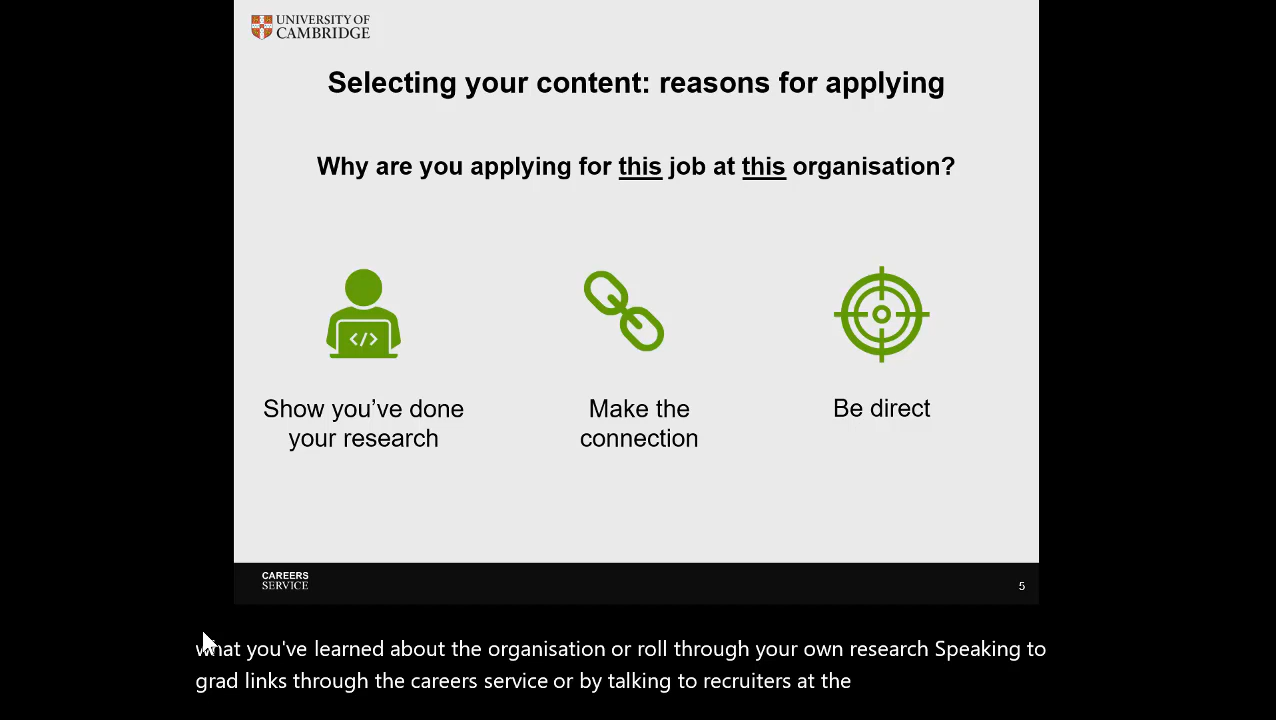 UNIVERSITY OF
CAMBRIDGE
Selecting your content: reasons for applying
Why are you applying for this job at this organisation?
</>
Show you’ve done
your research
Make the
connection
Be direct
CAREERS
SERVICE
5
what you've learned about the organisation or roll through your own research Speaking to
grad links through the careers service or by talking to recruiters at the